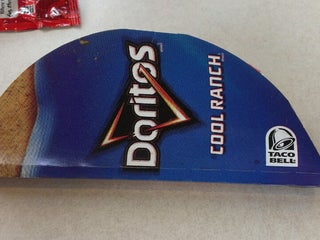 Doritos
COOL RANCH
TACO
BELL